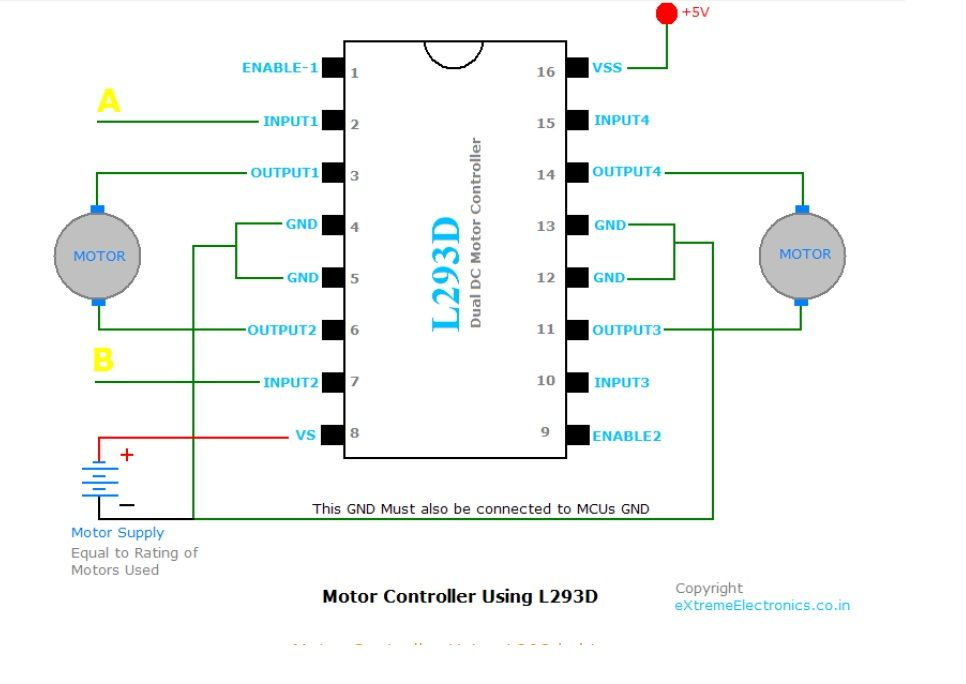 +5V
ENABLE-1
1
16
VSS
A
INPUT1
2
15
INPUT4
OUTPUT1
3
14
OUTPUT4
GND
4
13
GND
MOTOR
L293D
Dual DC Motor Controller
MOTOR
GND
5
12
GND
OUTPUT2
6
11
OUTPUT3
B
INPUT2
7
10
INPUT3
VS
8
9
ENABLE2
+
−
This GND Must also be connected to MCUs GND
Motor Supply
Equal to Rating of
Motors Used
Motor Controller Using L293D
Copyright
eXtremeElectronics.co.in